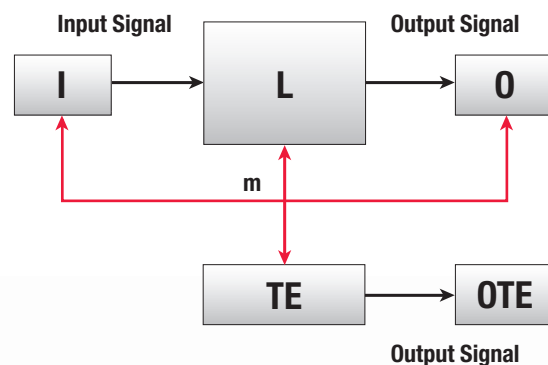 Input Signal
Output Signal
I
L
O
m
TE
OTE
Output Signal